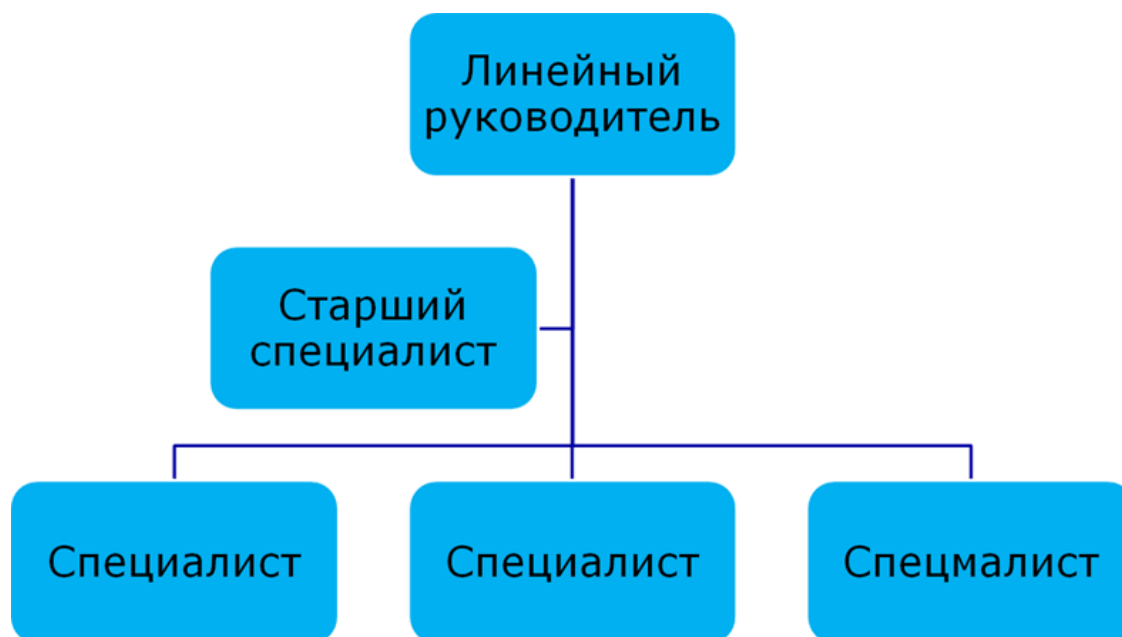 Линейный
руководитель
Старший
специалист
Специалист
Специалист
Спецмалист